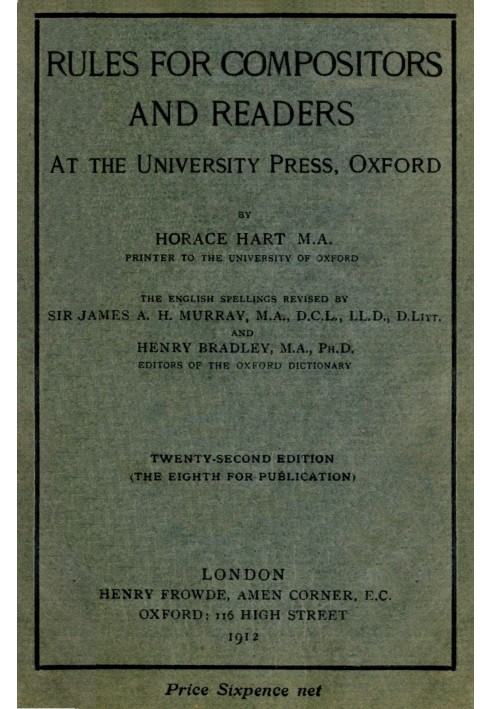 RULES FOR COMPOSITORS
AND READERS
AT THE UNIVERSITY PRESS, OXFORD
BY
HORACE HART M.A.
PRINTER TO THE UNIVERSITY OF OXFORD
THE ENGLISH SPELLINGS REVISED BY
SIR JAMES A. H. MURRAY, M.A., D.C.L., LL.D., D.LITT.
AND
HENRY BRADLEY, M.A., PH.D.
EDITORS OF THE OXFORD DICTIONARY
TWENTY-SECOND EDITION
(THE EIGHTH FOR PUBLICATION)
LONDON
HENRY FROWDE, AMEN CORNER, E.C.
OXFORD: 116 HIGH STREET
1912
Price Sixpence net